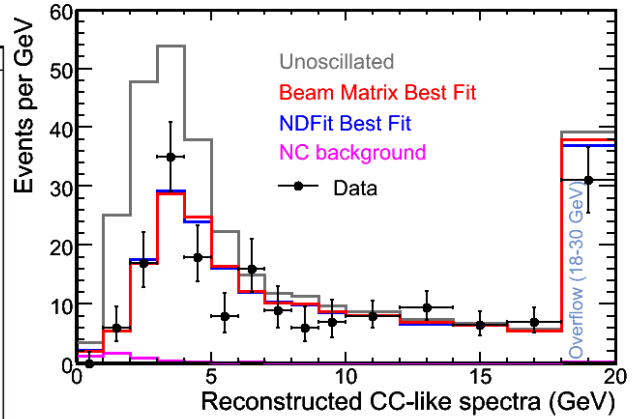 60
50
40
30
20
10
0
Events per GeV
Unoscillated
Beam Matrix Best Fit
NDFit Best Fit
NC background
Data
Overflow (18-30 GeV)
0 5 10 15 20
Reconstructed CC-like spectra (GeV)